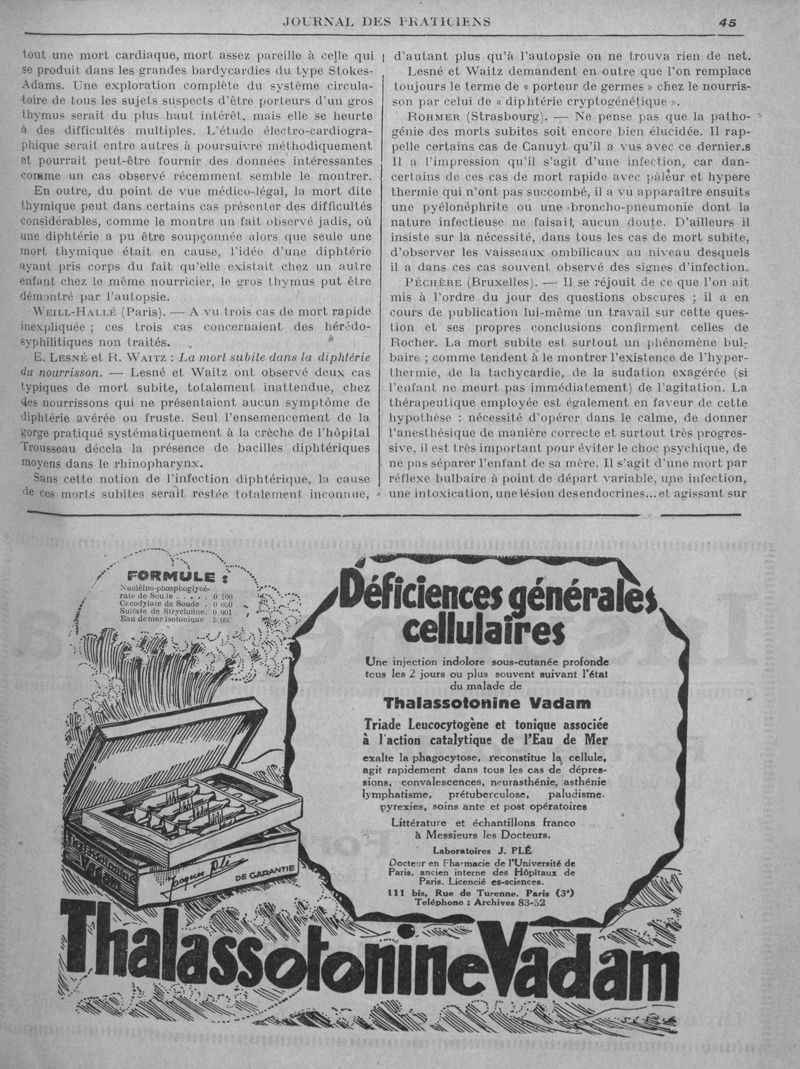 JOURNAL DES PRATICIENS 45
tout une mort cardiaque, mort assez pareille à celle qui
se produit dans les grandes bardycardies du type Stokes-
Adams. Une exploration complète du système circula-
toire de tous les sujets suspects d'être porteurs d'un gros
thymus serait du plus haut intérêt, mais elle se heurte
à des difficultés multiples. L'étude électro-cardiogra-
phique serait entre autres à poursuivre méthodiquement
et pourrait peut-être fournir des données intéressantes
comme un cas observé récemment semble le montrer.
En outre, du point de vue médico-légal, la mort dite
thymique peut dans certains cas présenter des difficultés
considérables, comme le montre un fait observé jadis, où
une diphtérie a pu être soupçonnée alors que seule une
mort thymique était en cause, l'idée d'une diphtérie
ayant pris corps du fait qu'elle existait chez un autre
enfant chez le même nourricier, le gros thymus put être
démontré par l'autopsie.
WEILL-HALLÉ (Paris). — A vu trois cas de mort rapide
inexpliquée ; ces trois cas concernaient des hérédo-
syphilitiques non traités.
E. LESNÉ et R. WAITZ : La mort subite dans la diphtérie
du nourrisson. — Lesné et Waitz ont observé deux cas
typiques de mort subite, totalement inattendue, chez
des nourrissons qui ne présentaient aucun symptôme de
diphtérie avérée ou fruste. Seul l'ensemencement de la
gorge pratiqué systématiquement à la crèche de l'hôpital
Trousseau décela la présence de bacilles diphtériques
moyens dans le rhinopharynx.
Sans cette notion de l'infection diphtérique, la cause
de ces morts subites serait restée totalement inconnue,
d'autant plus qu'à l'autopsie on ne trouva rien de net.
Lesné et Waitz demandent en outre que l'on remplace
toujours le terme de « porteur de germes » chez le nourris-
son par celui de « diphtérie cryptogénétique ».
ROHMER (Strasbourg). — Ne pense pas que la patho-
génie des morts subites soit encore bien élucidée. Il rap-
pelle certains cas de Canuyt qu'il a vus avec ce dernier.s
Il a l'impression qu'il s'agit d'une infection, car dan-
certains de ces cas de mort rapide avec pâleur et hypere
thermie qui n'ont pas succombé, il a vu apparaître ensuite
une pyélonéphrite ou une broncho-pneumonie dont la
nature infectieuse ne faisait aucun doute. D'ailleurs il
insiste sur la nécessité, dans tous les cas de mort subite,
d'observer les vaisseaux ombilicaux au niveau desquels
il a dans ces cas souvent observé des signes d'infection.
PÉCHÈRE (Bruxelles). — Il se réjouit de ce que l'on ait
mis à l'ordre du jour des questions obscures ; il a en
cours de publication lui-même un travail sur cette ques-
tion et ses propres conclusions confirment celles de
Rocher. La mort subite est surtout un phénomène bul-
baire ; comme tendent à le montrer l'existence de l'hyper-
thermie, de la tachycardie, de la sudation exagérée (si
l'enfant ne meurt pas immédiatement) de l'agitation. La
thérapeutique employée est également en faveur de cette
hypothèse : nécessité d'opérer dans le calme, de donner
l'anesthésique de manière correcte et surtout très progres-
sive, il est très important pour éviter le choc psychique, de
ne pas séparer l'enfant de sa mère. Il s'agit d'une mort par
réflexe bulbaire à point de départ variable, une infection,
une intoxication, une lésion des endocrines... et agissant sur
FORMULE :
Nucléino-phosphoglycé-
rate de Soude . . . . . 0 100
Cacodylate de Soude . 0 050
Sulfate de Strychnine. 0 001
Eau de mer isotonique
Déficiences générales
cellulaires
Une injection indolore sous-cutanée profonde
tous les 2 jours ou plus souvent suivant l'état
du malade de
Thalassotonine Vadam
Triade Leucocytogène et tonique associée
à l'action catalytique de l'Eau de Mer
exalte la phagocytose, reconstitue la cellule,
agit rapidement dans tous les cas de dépres-
sions, convalescences, neurasthénie, asthénie
lymphatisme, prétuberculose, paludisme.
pyrexies, soins ante et post opératoires
Littérature et échantillons franco
à Messieurs les Docteurs.
Laboratoires J. PLÉ
Docteur en Pharmacie de l'Université de
Paris, ancien interne des Hôpitaux de
Paris. Licencié es-sciences.
111 bis, Rue de Turenne. Paris (3e)
Téléphone : Archives 83-52
Jacques Plé
DE GARANTIE
Thalassotonine Vadam